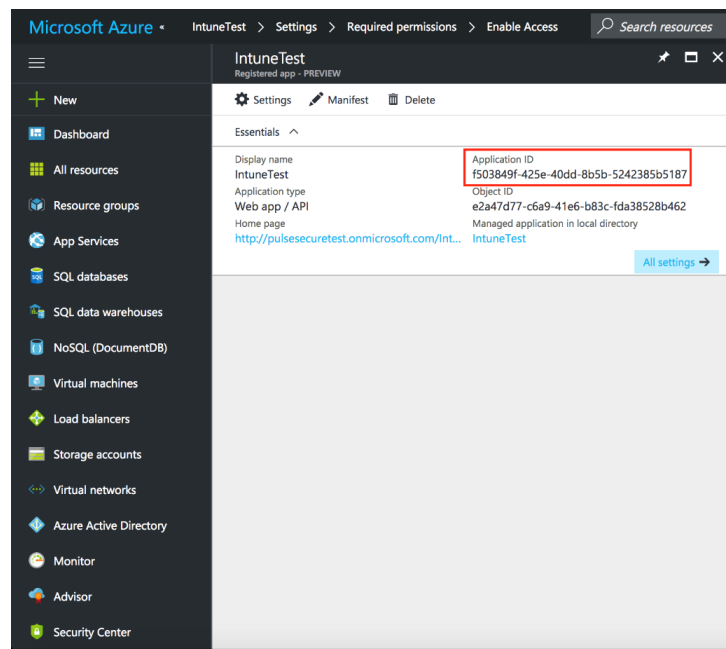 Microsoft Azure « IntuneTest > Settings > Required permissions > Enable Access Search resources
IntuneTest
Registered app - PREVIEW
New
Dashboard
All resources
Resource groups
App Services
SQL databases
SQL data warehouses
NoSQL (DocumentDB)
Virtual machines
Load balancers
Storage accounts
Virtual networks
Azure Active Directory
Monitor
Advisor
Security Center
Settings Manifest Delete
Essentials
Display name
IntuneTest
Application type
Web app / API
Home page
http://pulsesecuretest.onmicrosoft.com/Int...
Application ID
f503849f-425e-40dd-8b5b-5242385b5187
Object ID
e2a47d77-c6a9-41e6-b83c-fda38528b462
Managed application in local directory
IntuneTest
All settings →